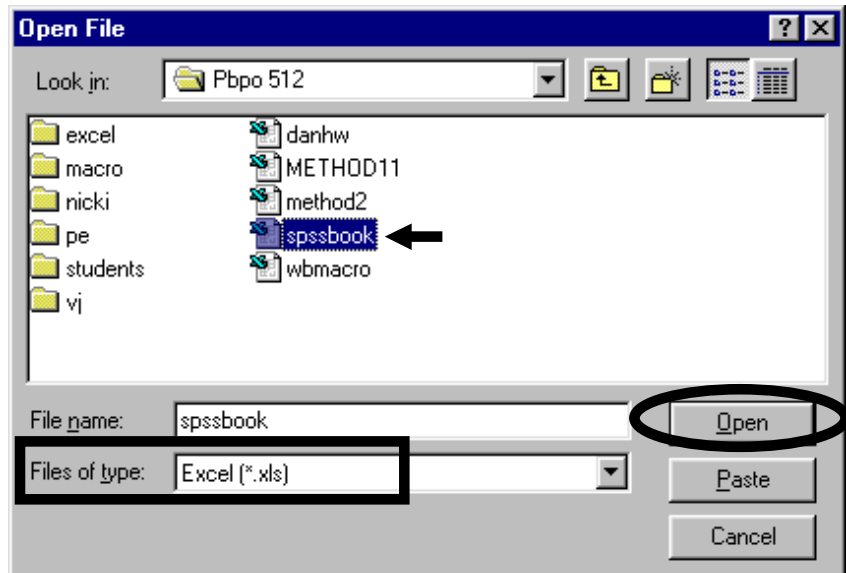 Open File
Look in: Pbpo 512
excel danhw
macro METHOD11
nicki method2
pe spssbook
students wbmacro
vj
File name: spssbook Open
Files of type: Excel (*.xls) Paste
Cancel